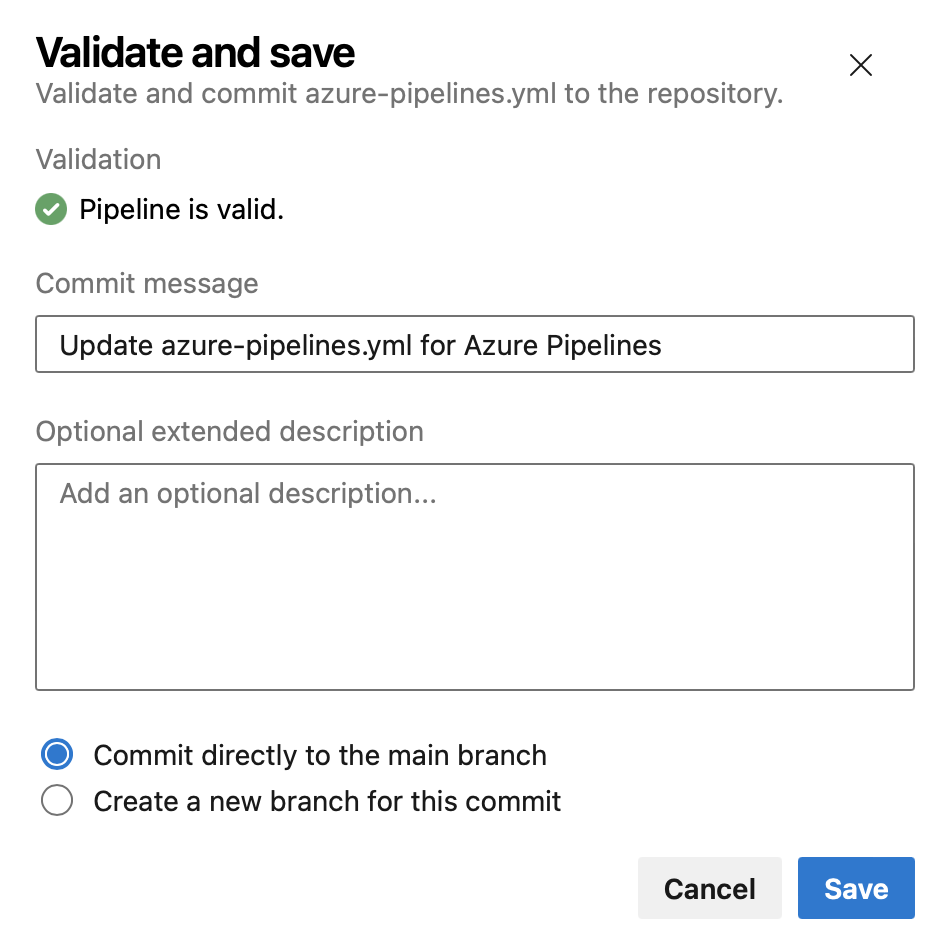 Validate and save
Validate and commit azure-pipelines.yml to the repository.
Validation
Pipeline is valid.
Commit message
Update azure-pipelines.yml for Azure Pipelines
Optional extended description
Add an optional description...
Commit directly to the main branch
Create a new branch for this commit
Cancel Save